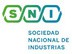 SNI
SOCIEDAD
NACIONAL DE
INDUSTRIAS